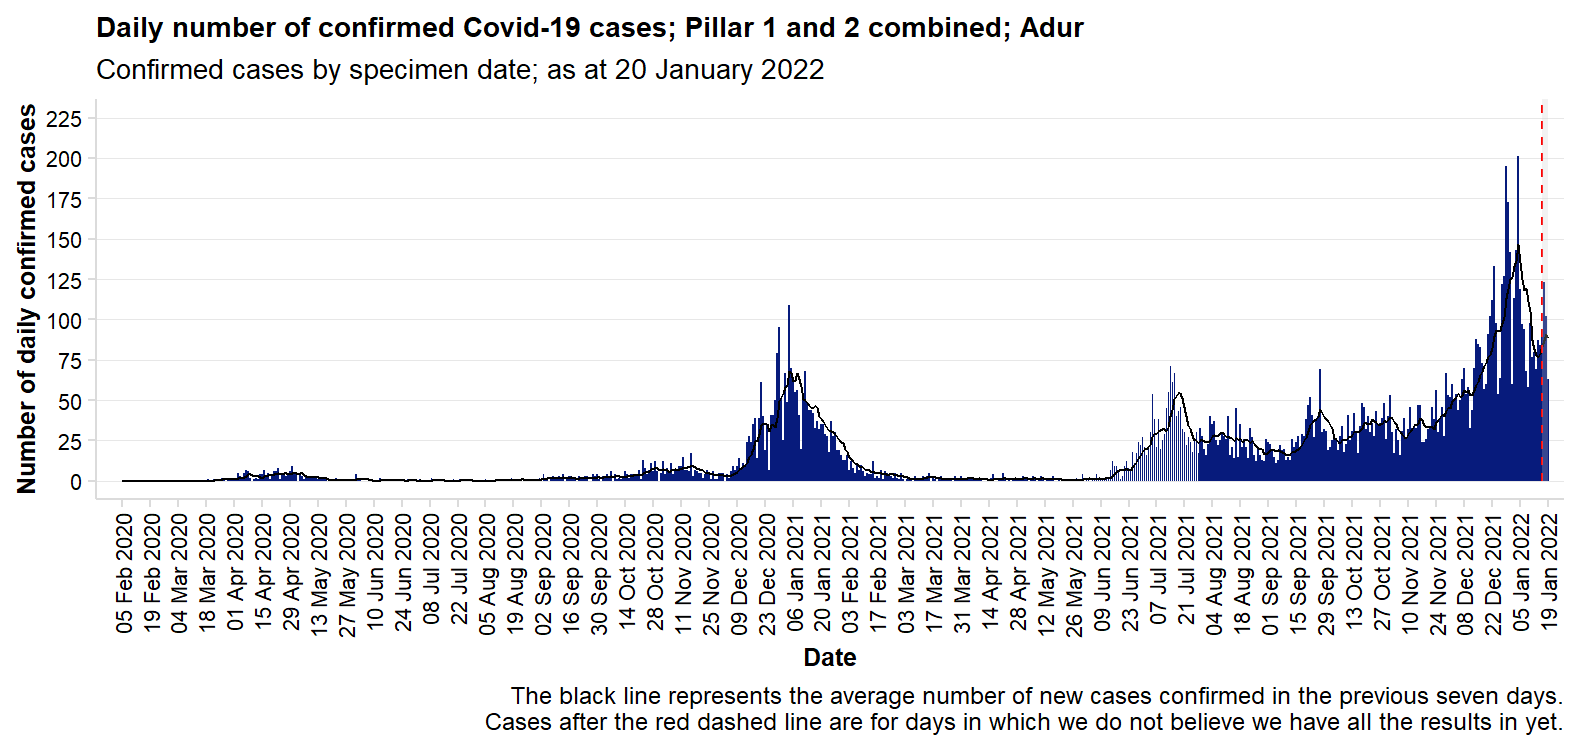 Daily number of confirmed Covid-19 cases; Pillar 1 and 2 combined; Adur
Confirmed cases by specimen date; as at 20 January 2022
Number of daily confirmed cases
225
200
175
150
125
100
75
50
25
0
05 Feb 2020
19 Feb 2020
04 Mar 2020
18 Mar 2020
01 Apr 2020
15 Apr 2020
29 Apr 2020
13 May 2020
27 May 2020
10 Jun 2020
24 Jun 2020
08 Jul 2020
22 Jul 2020
05 Aug 2020
19 Aug 2020
02 Sep 2020
16 Sep 2020
30 Sep 2020
14 Oct 2020
28 Oct 2020
11 Nov 2020
25 Nov 2020
09 Dec 2020
23 Dec 2020
06 Jan 2021
20 Jan 2021
03 Feb 2021
17 Feb 2021
03 Mar 2021
17 Mar 2021
31 Mar 2021
14 Apr 2021
28 Apr 2021
12 May 2021
26 May 2021
09 Jun 2021
23 Jun 2021
07 Jul 2021
21 Jul 2021
04 Aug 2021
18 Aug 2021
01 Sep 2021
15 Sep 2021
29 Sep 2021
13 Oct 2021
27 Oct 2021
10 Nov 2021
24 Nov 2021
08 Dec 2021
22 Dec 2021
05 Jan 2022
19 Jan 2022
Date
The black line represents the average number of new cases confirmed in the previous seven days.
Cases after the red dashed line are for days in which we do not believe we have all the results in yet.